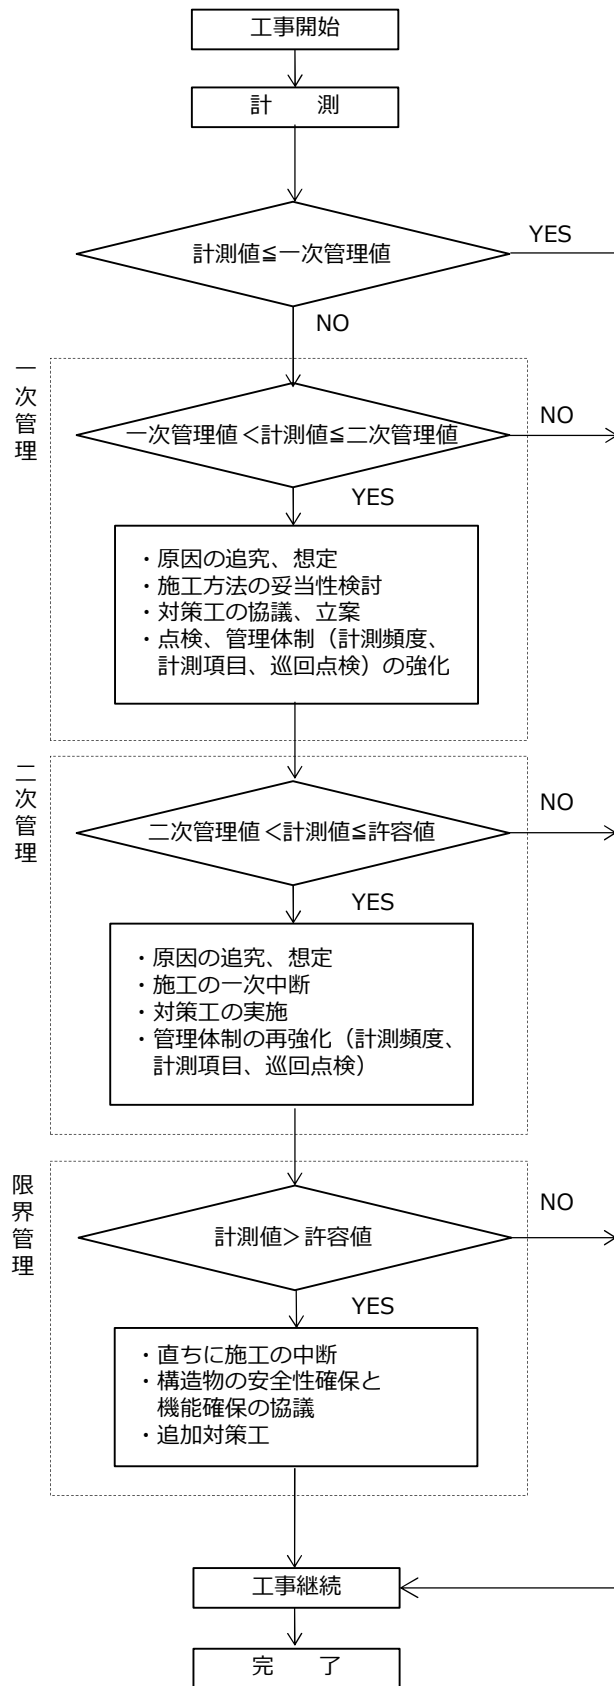 工事開始
計　　測
計測値≦一次管理値
YES
NO
一次管理
一次管理値<計測値≦二次管理値
NO
YES
・原因の追究、想定
・施工方法の妥当性検討
・対策工の協議、立案
・点検、管理体制（計測頻度、
計測項目、巡回点検）の強化
二次管理
二次管理値<計測値≦許容値
NO
YES
・原因の追究、想定
・施工の一次中断
・対策工の実施
・管理体制の再強化（計測頻度、
計測項目、巡回点検）
限界管理
計測値>許容値
NO
YES
・直ちに施工の中断
・構造物の安全性確保と
機能確保の協議
・追加対策工
工事継続
完　　了